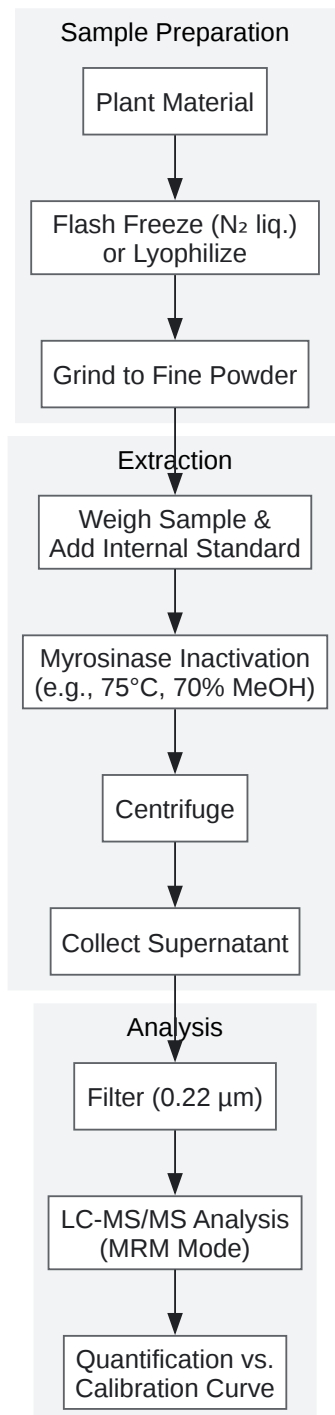 Sample Preparation
Plant Material
Flash Freeze (N₂ liq.)
or Lyophilize
Grind to Fine Powder
Extraction
Weigh Sample &
Add Internal Standard
Myrosinase Inactivation
(e.g., 75°C, 70% MeOH)
Centrifuge
Collect Supernatant
Analysis
Filter (0.22 µm)
LC-MS/MS Analysis
(MRM Mode)
Quantification vs.
Calibration Curve